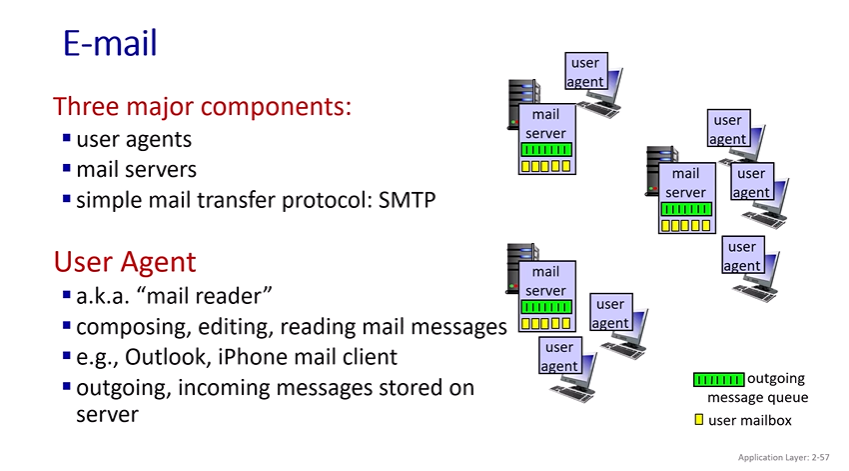 E-mail
Three major components:
▪ user agents
▪ mail servers
▪ simple mail transfer protocol: SMTP
User Agent
▪ a.k.a. “mail reader”
▪ composing, editing, reading mail messages
▪ e.g., Outlook, iPhone mail client
▪ outgoing, incoming messages stored on
server
user
agent
mail
server
user
agent
mail
server
user
agent
user
agent
mail
server
user
agent
user
agent
outgoing
message queue
user mailbox
Application Layer: 2-57